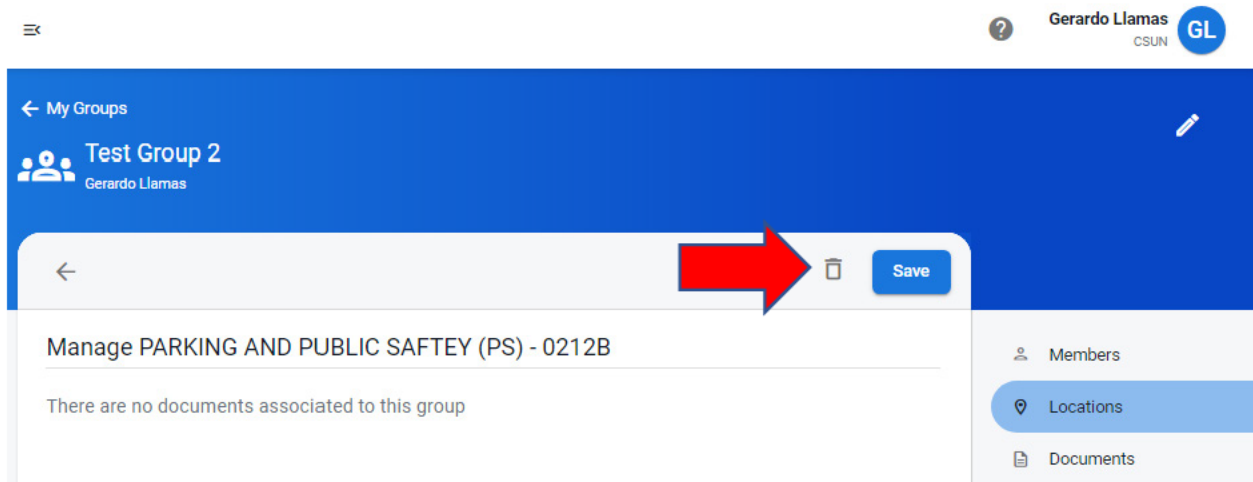 Gerardo Llamas
CSUN
GL
My Groups
Test Group 2
Gerardo Llamas
Save
Manage PARKING AND PUBLIC SAFTEY (PS) - 0212B
There are no documents associated to this group
Members
Locations
Documents